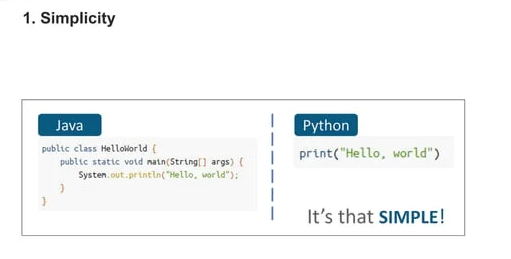 1. Simplicity
Java
public class HelloWorld {
public static void main(String[] args) {
System.out.println("Hello, world");
}
}
Python
print("Hello, world")
It's that SIMPLE!